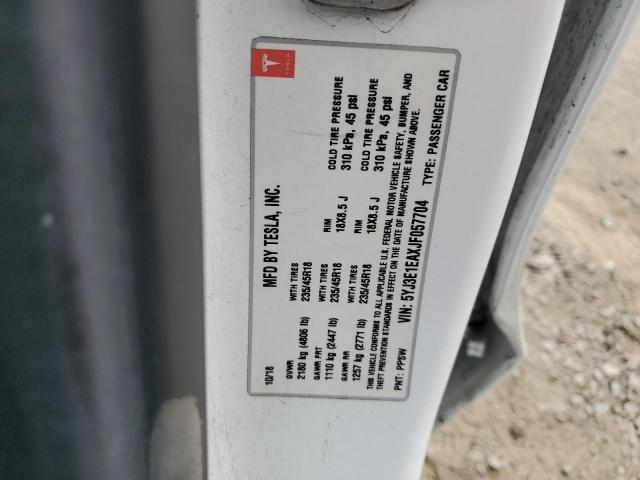 TESLA
10/18 MFD BY TESLA, INC.
GVWR WITH TIRES RIM COLD TIRE PRESSURE
2180 kg (4806 lb) 235/45R18 18X8.5 J 310 kPa, 45 psi
GAWR FRT WITH TIRES RIM COLD TIRE PRESSURE
1110 kg (2447 lb) 235/45R18 18X8.5 J 310 kPa, 45 psi
GAWR RR WITH TIRES
1257 kg (2771 lb) 235/45R18
THIS VEHICLE CONFORMS TO ALL APPLICABLE U.S. FEDERAL MOTOR VEHICLE SAFETY, BUMPER, AND
THEFT PREVENTION STANDARDS IN EFFECT ON THE DATE OF MANUFACTURE SHOWN ABOVE.
PNT: PPSW VIN: 5YJ3E1EAXJF057704 TYPE: PASSENGER CAR